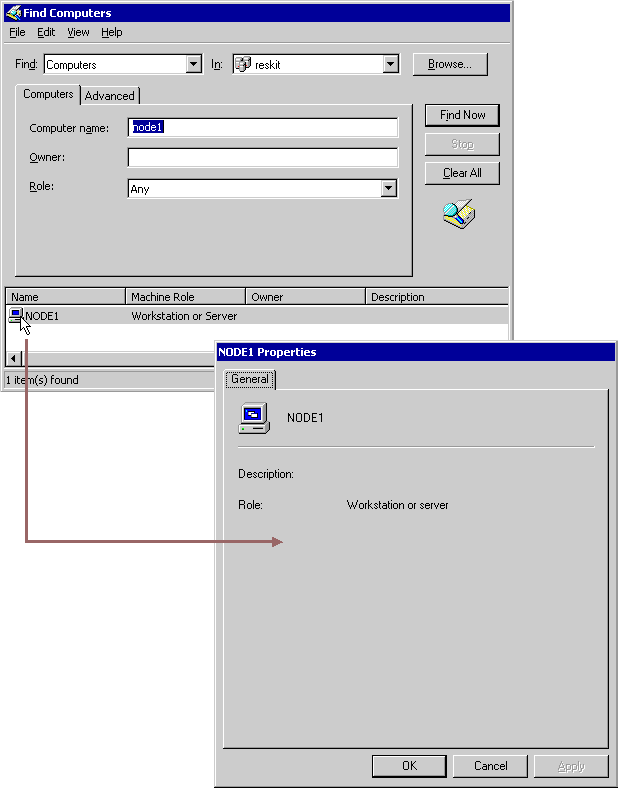 Find Computers
File Edit View Help
Find: Computers In: reskit Browse...
Computers Advanced
Computer name: node1
Find Now
Owner:
Stop
Role: Any
Clear All
Name Machine Role Owner Description
NODE1 Workstation or Server
1 item(s) found
NODE1 Properties
General
NODE1
Description:
Role: Workstation or server
OK Cancel Apply